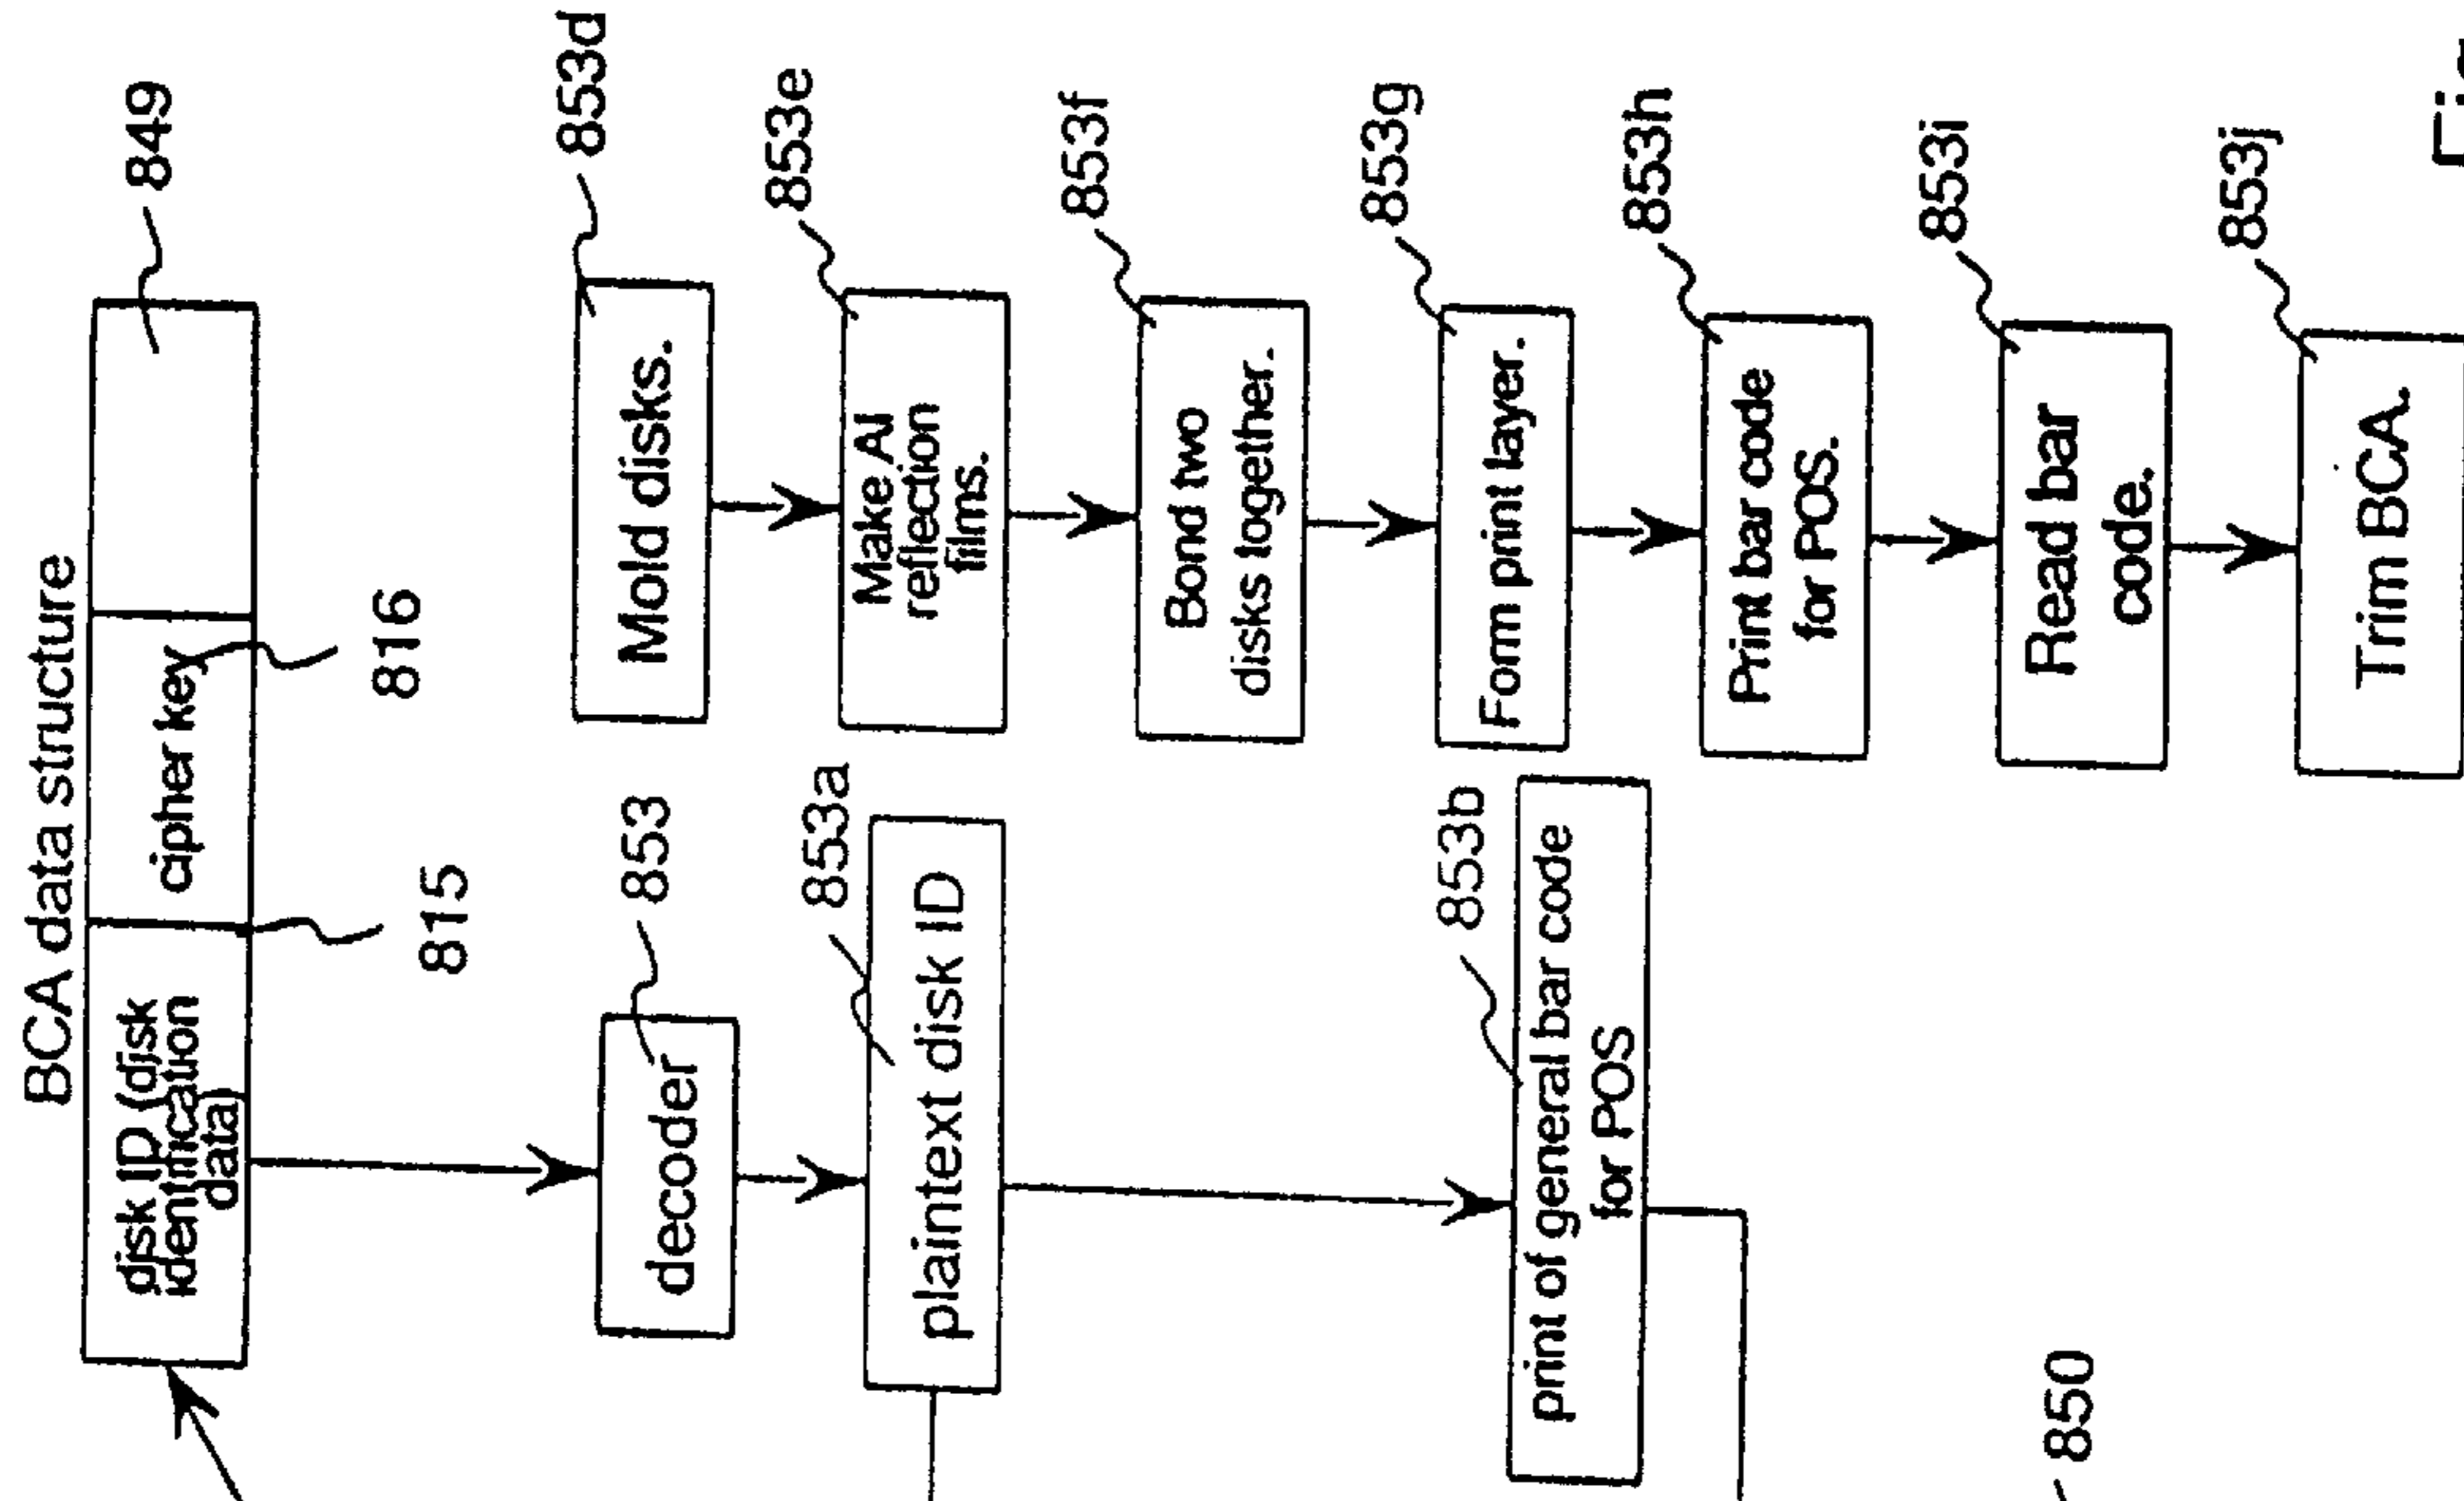 BCA data structure
849
disk ID (disk
identification
data)
cipher key
815
816
853
decoder
853a
plaintext disk ID
853b
print of general bar code
for POS
850
853d
Mold disks.
853e
Make Al
reflection
films.
853f
Bond two
disks together.
853g
Form print layer.
853h
Print bar code
for POS.
853i
Read bar
code.
853j
Trim BCA.